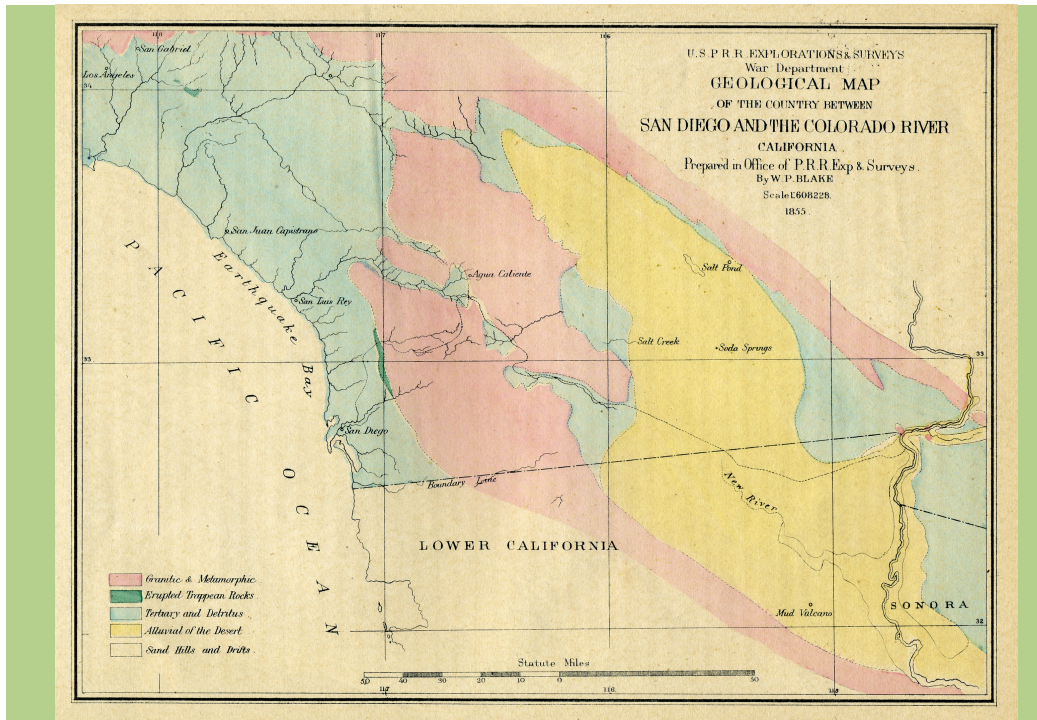 U.S. P. R. R. EXPLORATIONS & SURVEYS
War Department
GEOLOGICAL MAP
OF THE COUNTRY BETWEEN
SAN DIEGO AND THE COLORADO RIVER
CALIFORNIA
Prepared in Office of P.R.R. Exp & Surveys.
By W. P. BLAKE
Scale 1:608228.
1855.
118
117
116
San Gabriel
Los Angeles
34
San Juan Capistrano
Agua Caliente
Salt Pond
San Luis Rey
Earthquake Bay
PACIFIC OCEAN
Salt Creek
Soda Springs
33
33
San Diego
Boundary Line
New River
LOWER CALIFORNIA
Granitic & Metamorphic
Erupted Trappean Rocks
Tertiary and Detritus
Alluvial of the Desert
Sand Hills and Drifts.
Mud Volcano
SONORA
32
Statute Miles
50 40 30 20 10 0 50
117
116
115